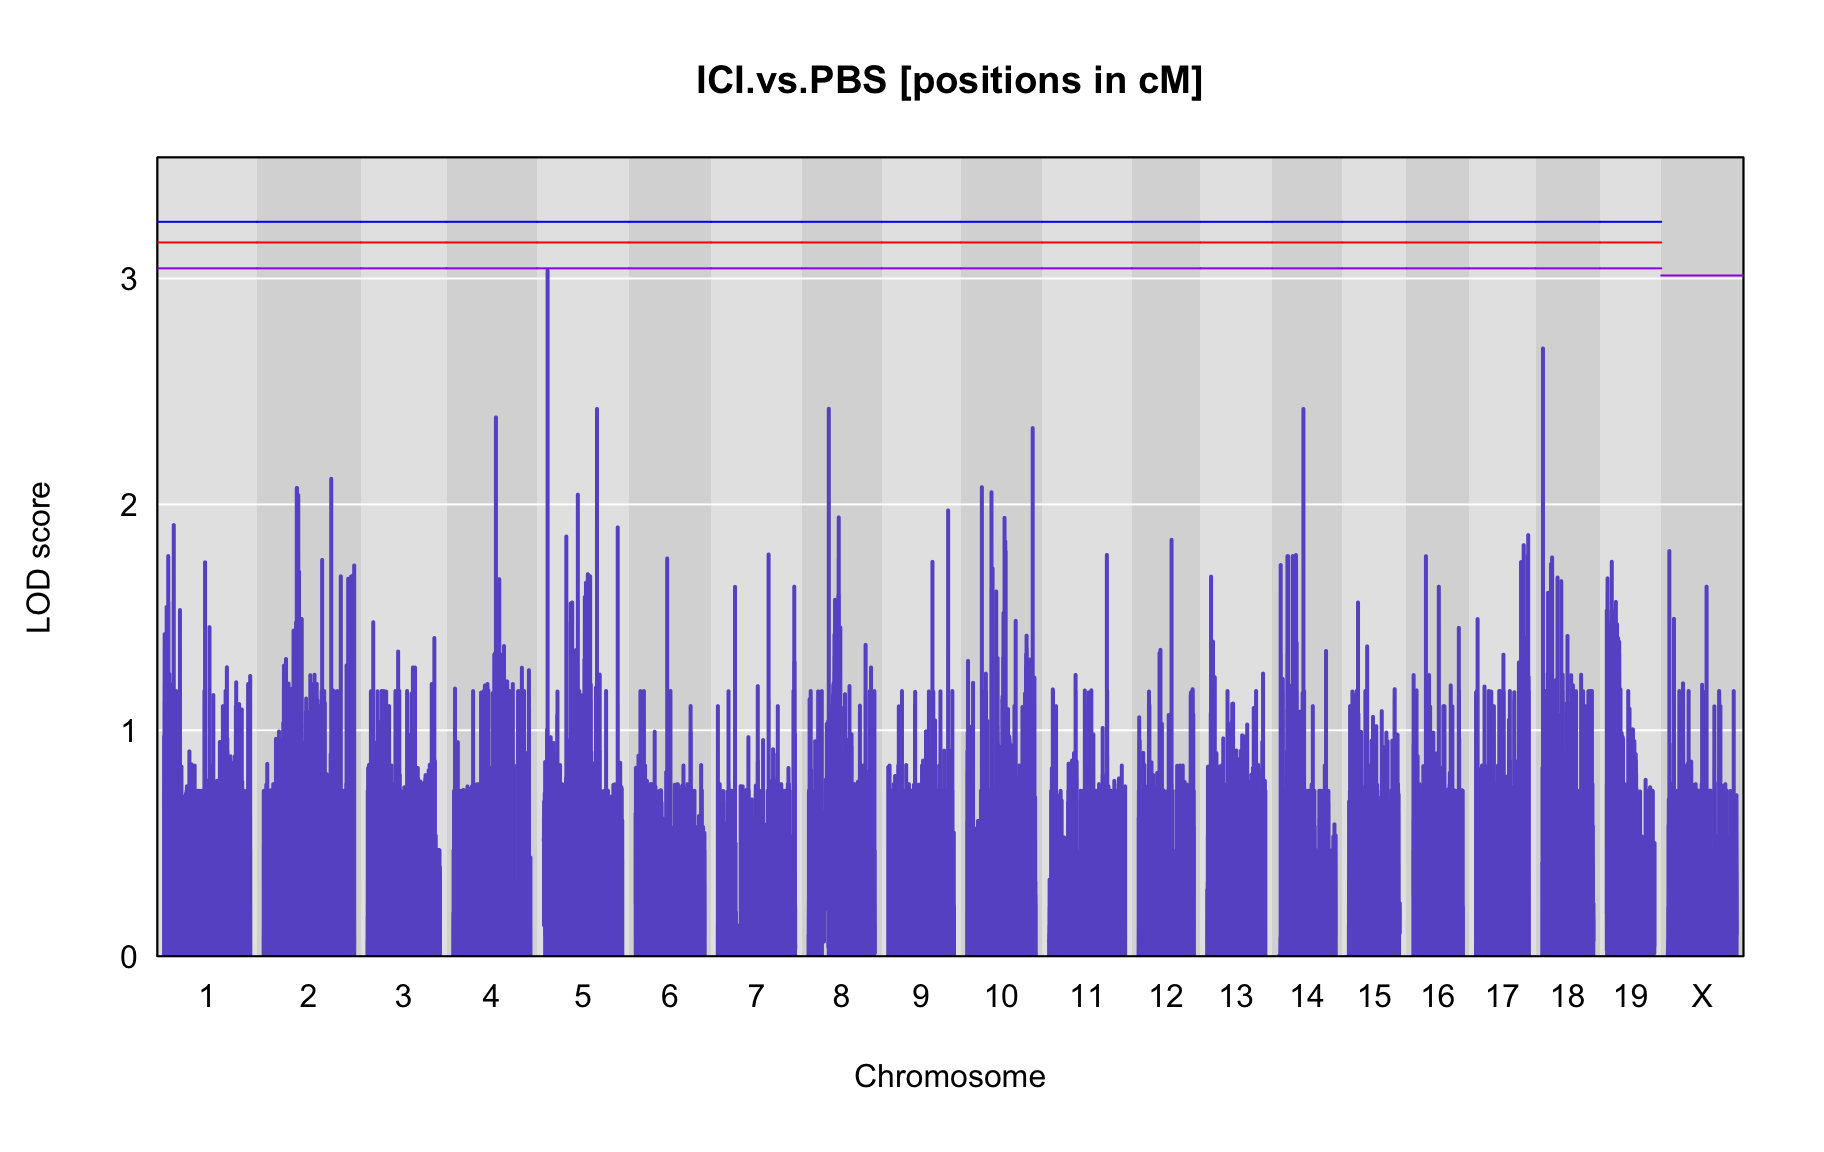 ICI.vs.PBS [positions in cM]
LOD score
3
2
1
0
1 2 3 4 5 6 7 8 9 10 11 12 13 14 15 16 17 18 19 X
Chromosome